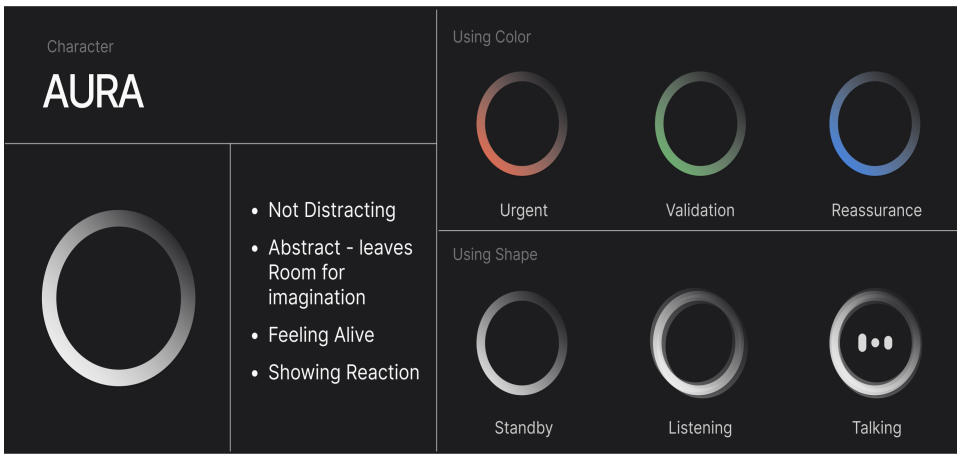 Character
AURA
• Not Distracting
• Abstract - leaves
Room for
imagination
• Feeling Alive
• Showing Reaction
Using Color
Urgent
Validation
Reassurance
Using Shape
Standby
Listening
Talking